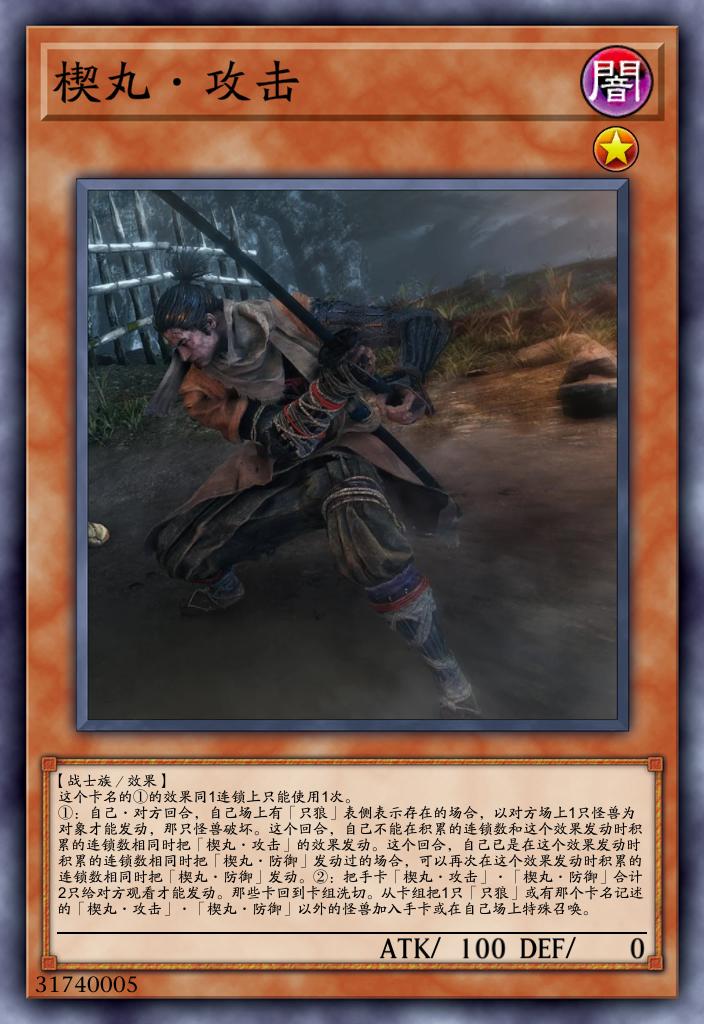 楔丸・攻击
闇
【战士族／效果】
这个卡名的①的效果同1连锁上只能使用1次。
①：自己・对方回合，自己场上有「只狼」表侧表示存在的场合，以对方场上1只怪兽为
对象才能发动，那只怪兽破坏。这个回合，自己不能在积累的连锁数和这个效果发动时积
累的连锁数相同时把「楔丸・攻击」的效果发动。这个回合，自己已是在这个效果发动时
积累的连锁数相同时把「楔丸・防御」发动过的场合，可以再次在这个效果发动时积累的
连锁数相同时把「楔丸・防御」发动。②：把手卡「楔丸・攻击」・「楔丸・防御」合计
2只给对方观看才能发动。那些卡回到卡组洗切。从卡组把1只「只狼」或有那个卡名记述
的「楔丸・攻击」・「楔丸・防御」以外的怪兽加入手卡或在自己场上特殊召唤。
ATK/ 100 DEF/ 0
31740005